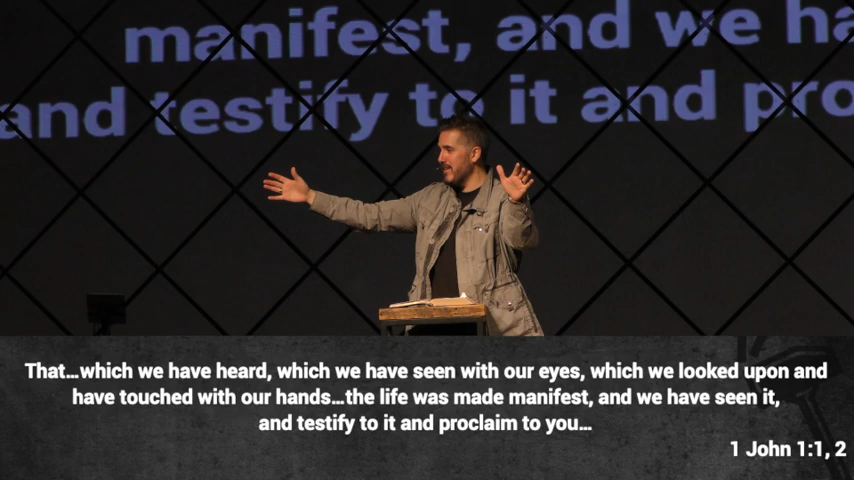 manifest, and we ha
and testify to it and pro
That...which we have heard, which we have seen with our eyes, which we looked upon and
have touched with our hands...the life was made manifest, and we have seen it,
and testify to it and proclaim to you...
1 John 1:1, 2